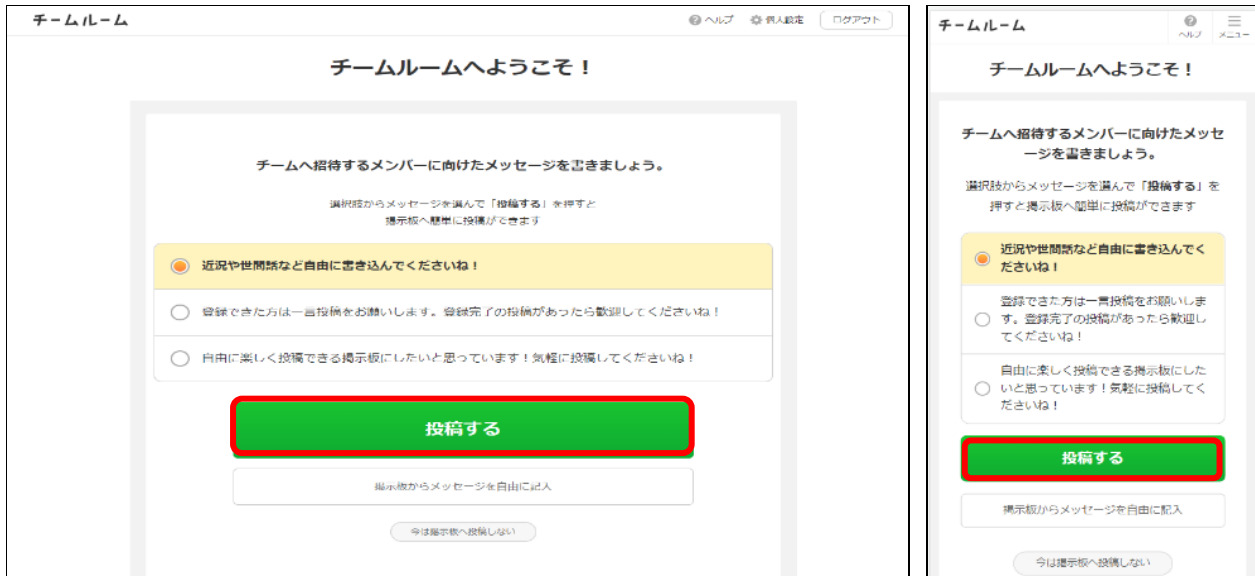 チームルーム
ヘルプ 個人設定 ログアウト
チームルームへようこそ！
チームへ招待するメンバーに向けたメッセージを書きましょう。
選択肢からメッセージを選んで「投稿する」を押すと
掲示板へ簡単に投稿ができます
近況や世間話など自由に書き込んでくださいね！
登録できた方は一言投稿をお願いします。登録完了の投稿があったら歓迎してくださいね！
自由に楽しく投稿できる掲示板にしたいと思っています！気軽に投稿してくださいね！
投稿する
掲示板からメッセージを自由に記入
今は掲示板へ投稿しない
チームルーム
ヘルプ メニュー
チームルームへようこそ！
チームへ招待するメンバーに向けたメッセ
ージを書きましょう。
選択肢からメッセージを選んで「投稿する」を
押すと掲示板へ簡単に投稿ができます
近況や世間話など自由に書き込んでく
ださいね！
登録できた方は一言投稿をお願いしま
す。登録完了の投稿があったら歓迎し
てくださいね！
自由に楽しく投稿できる掲示板にした
いと思っています！気軽に投稿してく
ださいね！
投稿する
掲示板からメッセージを自由に記入
今は掲示板へ投稿しない